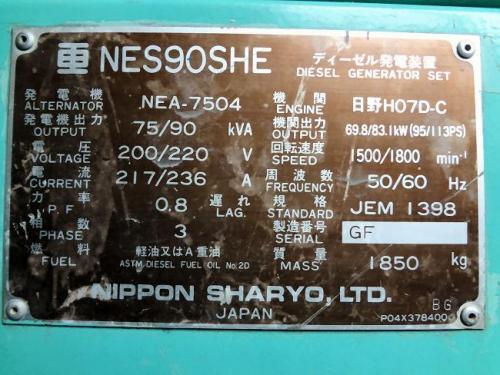 重 NES90SHE ディーゼル発電装置
DIESEL GENERATOR SET
発電機 機関
ALTERNATOR NEA-7504 ENGINE 日野H07D-C
発電機出力 機関出力
OUTPUT 75/90 kVA OUTPUT 69.8/83.1kW(95/113PS)
電圧 回転速度
VOLTAGE 200/220 V SPEED 1500/1800 min⁻¹
電流 周波数
CURRENT 217/236 A FREQUENCY 50/60 Hz
力率 遅れ 規格
P.F 0.8 LAG. STANDARD JEM 1398
相数 製造番号
PHASE 3 SERIAL GF
燃料 軽油又はA重油 質量
FUEL ASTM DIESEL FUEL OIL No.2D MASS 1850 kg
NIPPON SHARYO, LTD.
JAPAN
BG
P04X378400